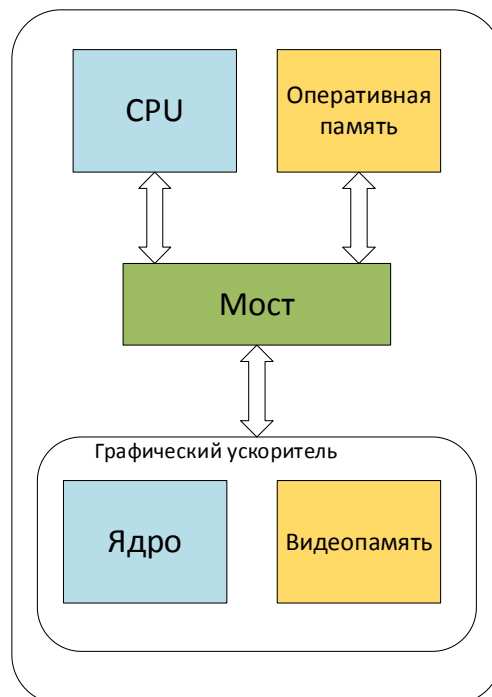 CPU
Оперативная
память
Мост
Графический ускоритель
Ядро
Видеопамять